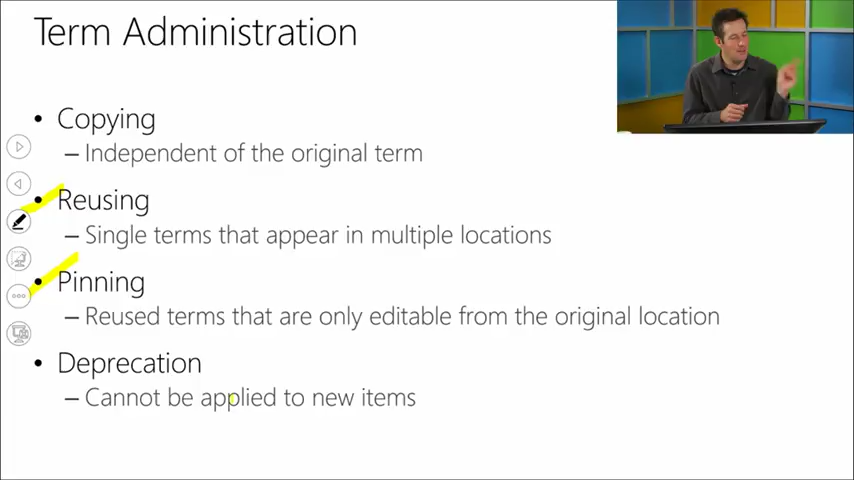 Term Administration
• Copying
– Independent of the original term
• Reusing
– Single terms that appear in multiple locations
• Pinning
– Reused terms that are only editable from the original location
• Deprecation
– Cannot be applied to new items